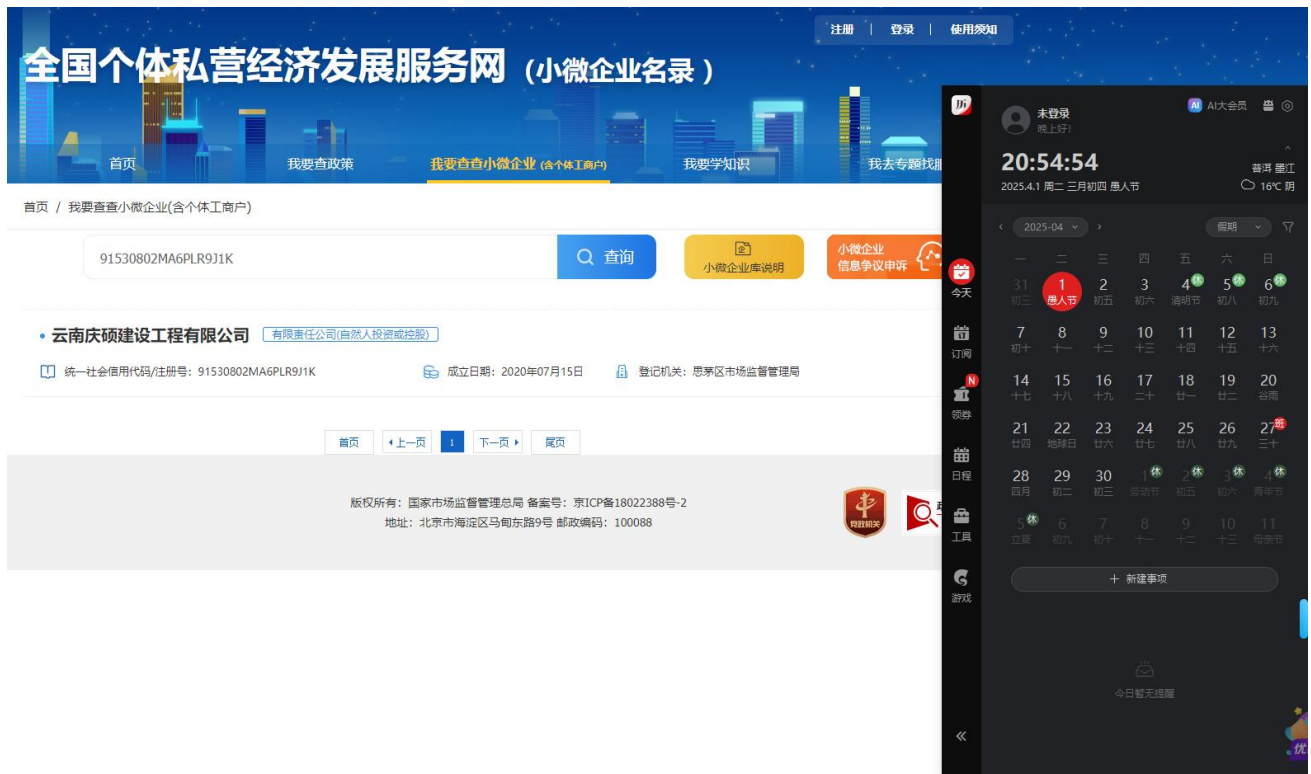 注册 | 登录 | 使用须知
全国个体私营经济发展服务网 (小微企业名录)
首页 我要查政策 我要查查小微企业 (含个体工商户) 我要学知识 我去专题找服
首页 / 我要查查小微企业(含个体工商户)
91530802MA6PLR9J1K 查询 小微企业库说明
小微企业
信息争议申诉
云南庆硕建设工程有限公司 有限责任公司(自然人投资或控股)
统一社会信用代码/注册号：91530802MA6PLR9J1K 成立日期：2020年07月15日 登记机关：思茅区市场监督管理局
首页 上一页 1 下一页 尾页
版权所有：国家市场监督管理总局 备案号：京ICP备18022388号-2
地址：北京市海淀区马甸东路9号 邮政编码：100088
党政机关
历
今天
订阅
N
领券
日程
工具
游戏
未登录 AI AI大会员
晚上好!
20:54:54
普洱 墨江
2025.4.1 周二 三月初四 愚人节 16℃ 阴
2025-04 假期
一 二 三 四 五 六 日
31 1 2 3 4休 5休 6休
初三 愚人节 初五 初六 清明节 初八 初九
7 8 9 10 11 12 13
初十 十一 十二 十三 十四 十五 十六
14 15 16 17 18 19 20
十七 十八 十九 二十 廿一 廿二 谷雨
21 22 23 24 25 26 27班
廿四 地球日 廿六 廿七 廿八 廿九 三十
28 29 30 1休 2休 3休 4休
四月 初二 初三 劳动节 初五 初六 青年节
5休 6 7 8 9 10 11
立夏 初九 初十 十一 十二 十三 母亲节
+ 新建事项
今日暂无提醒
优